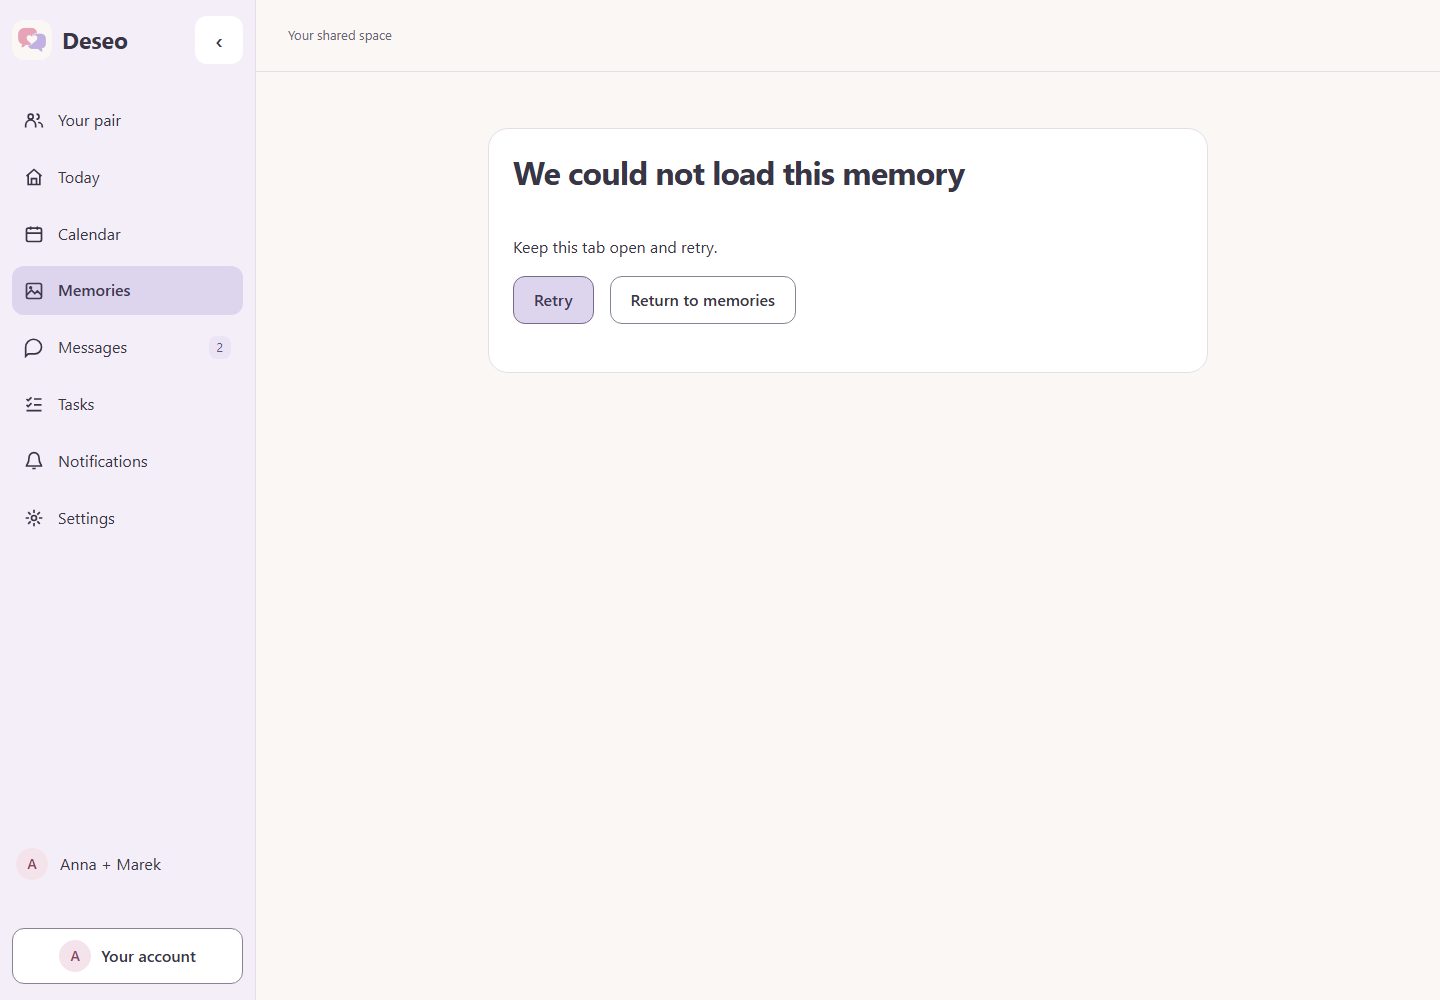 Deseo
‹
Your pair
Today
Calendar
Memories
Messages 2
Tasks
Notifications
Settings
A Anna + Marek
A Your account
Your shared space
We could not load this memory
Keep this tab open and retry.
Retry Return to memories